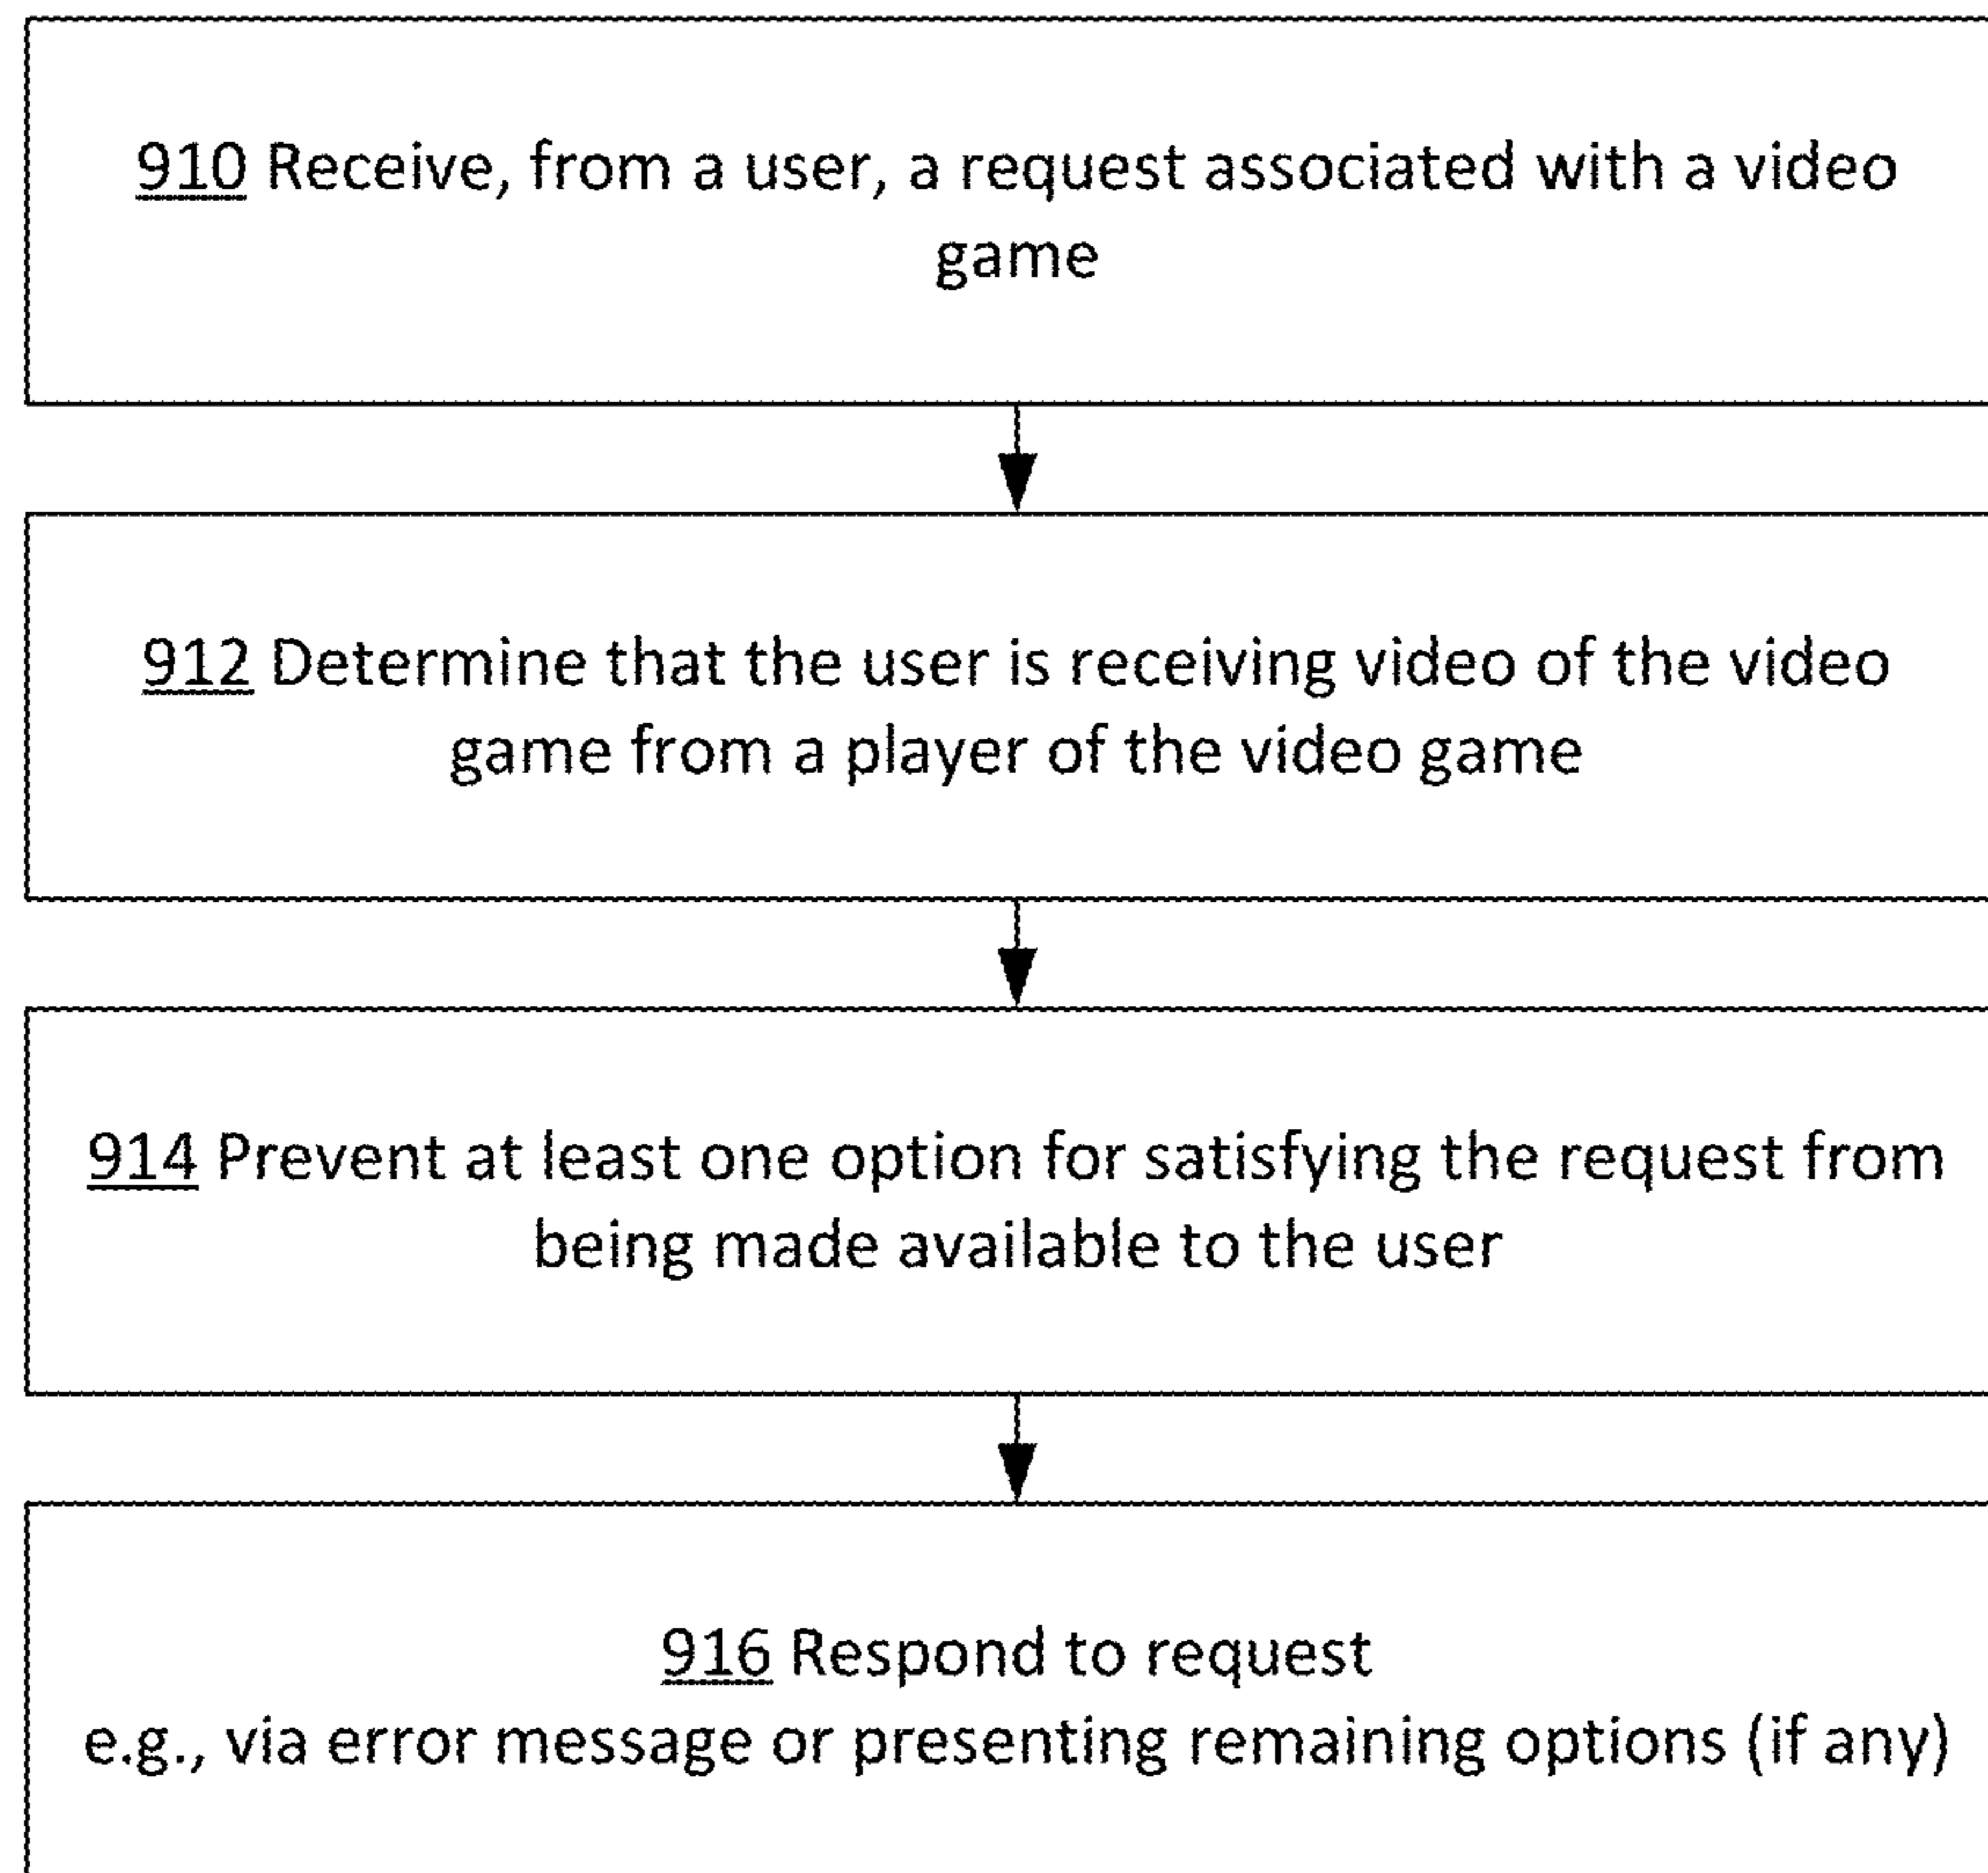 910 Receive, from a user, a request associated with a video
game
912 Determine that the user is receiving video of the video
game from a player of the video game
914 Prevent at least one option for satisfying the request from
being made available to the user
916 Respond to request
e.g., via error message or presenting remaining options (if any)